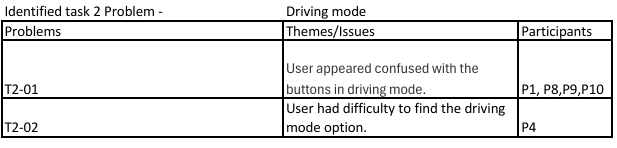 Identified task 2 Problem - Driving mode
Problems Themes/Issues Participants
User appeared confused with the
T2-01 buttons in driving mode. P1, P8,P9,P10
User had difficulty to find the driving
T2-02 mode option. P4